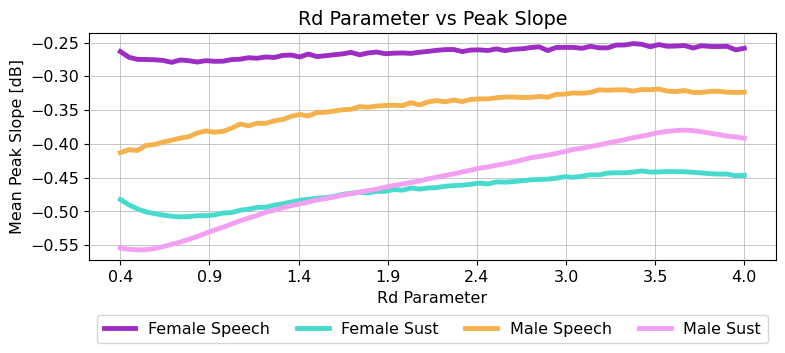 Rd Parameter vs Peak Slope
Mean Peak Slope [dB]
−0.25
−0.30
−0.35
−0.40
−0.45
−0.50
−0.55
0.4 0.9 1.4 1.9 2.4 3.0 3.5 4.0
Rd Parameter
Female Speech Female Sust Male Speech Male Sust